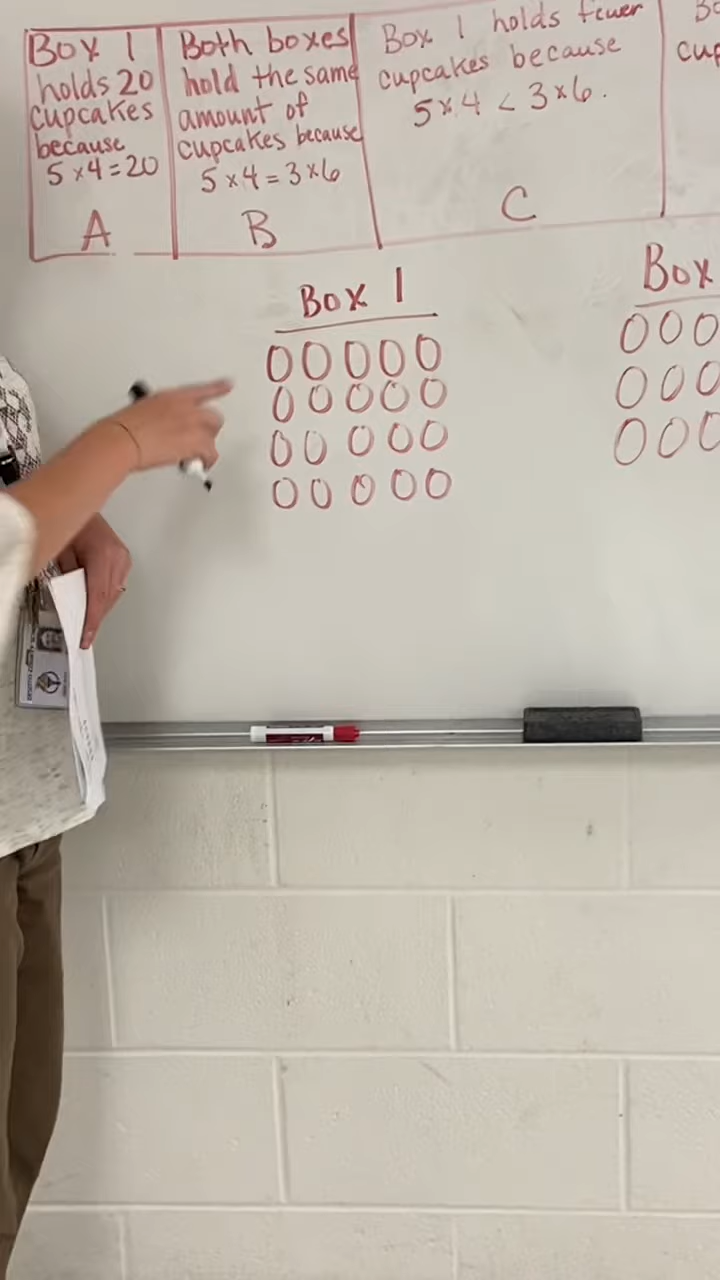 Box 1
holds 20
cupcakes
because
5 × 4 = 20
A
Both boxes
hold the same
amount of
cupcakes because
5 × 4 = 3 × 6
B
Box 1 holds fewer
cupcakes because
5 × 4 < 3 × 6.
C
Box 1
Box